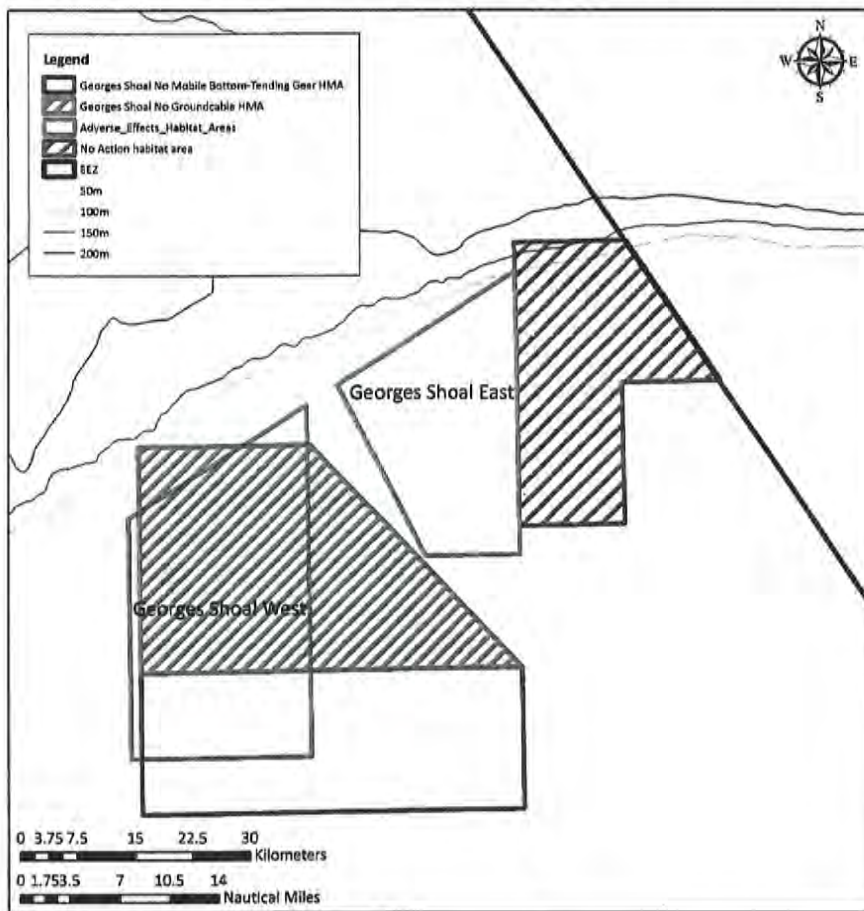 N
W E
S
Legend
Georges Shoal No Mobile Bottom-Tending Gear HMA
Georges Shoal No Groundcable HMA
Adverse_Effects_Habitat_Areas
No Action habitat area
EEZ
50m
100m
150m
200m
Georges Shoal East
Georges Shoal West
0 3.75 7.5 15 22.5 30
Kilometers
0 1.75 3.5 7 10.5 14
Nautical Miles